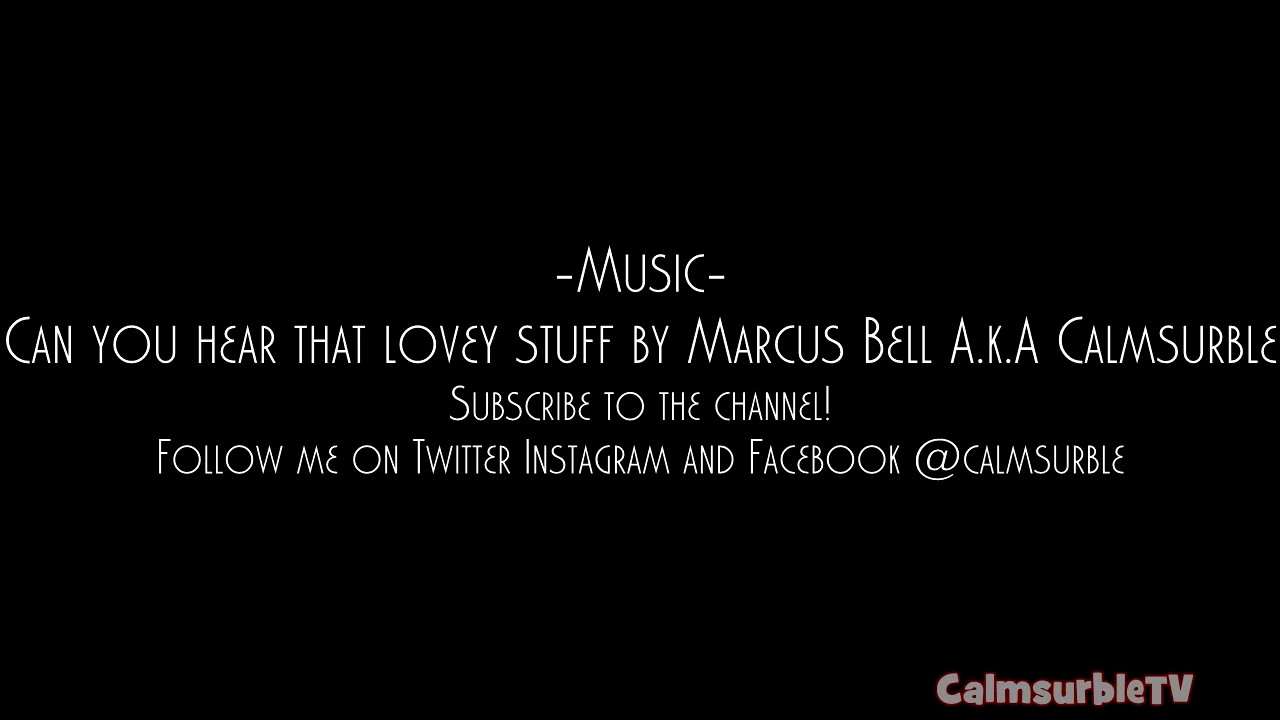 -Music-
Can you hear that lovey stuff by Marcus Bell A.K.A Calmsurble
Subscribe to the channel!
Follow me on Twitter Instagram and Facebook @calmsurble
CalmsurbleTV